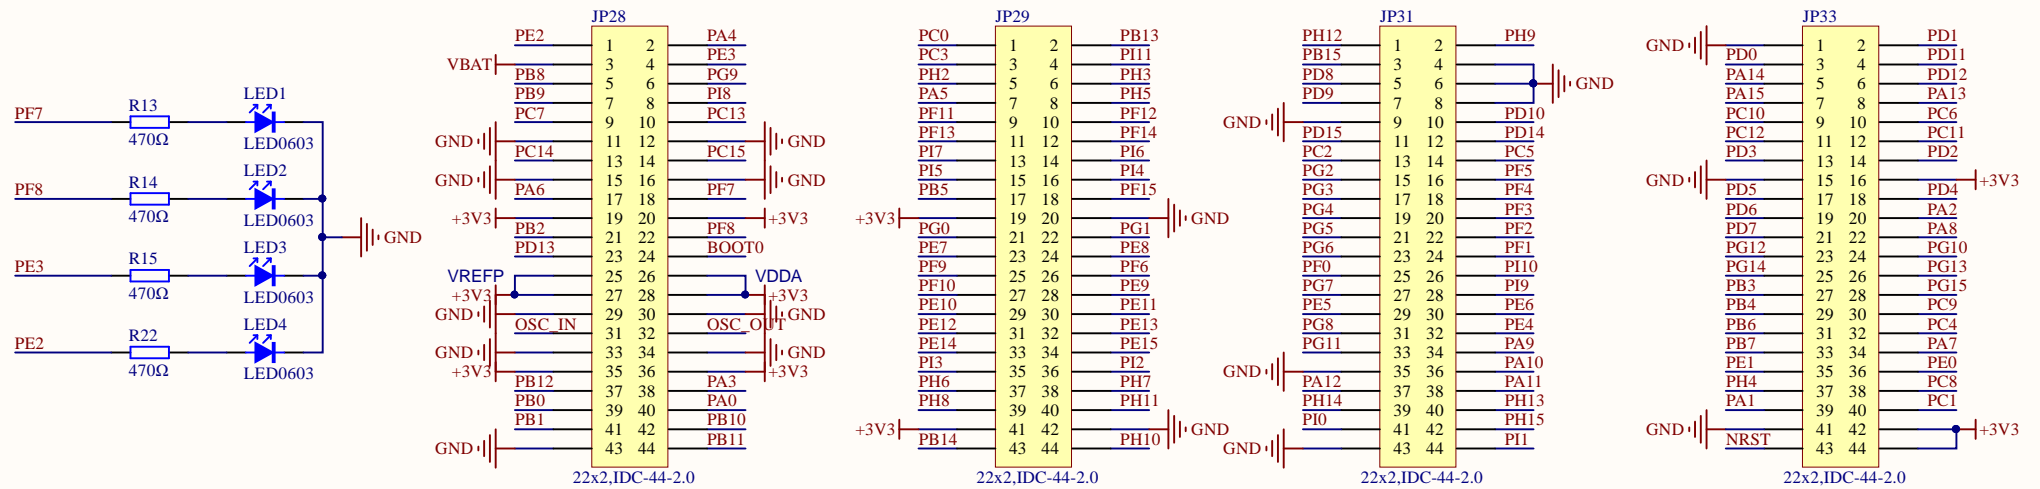 JP28 JP29 JP31 JP33
PE2 1 2 PA4 PC0 1 2 PB13 PH12 1 2 PH9 GND 1 2 PD1
VBAT 3 4 PE3 PC3 3 4 PI11 PB15 3 4 PD0 3 4 PD11
PB8 5 6 PG9 PH2 5 6 PH3 PD8 5 6 GND PA14 5 6 PD12
LED1 PB9 7 8 PI8 PA5 7 8 PH5 PD9 7 8 PA15 7 8 PA13
PF7 R13 PC7 9 10 PC13 PF11 9 10 PF12 GND 9 10 PD10 PC10 9 10 PC6
470Ω LED0603 GND 11 12 GND PF13 11 12 PF14 PD15 11 12 PD14 PC12 11 12 PC11
LED2 PC14 13 14 PC15 PI7 13 14 PI6 PC2 13 14 PC5 PD3 13 14 PD2
R14 GND 15 16 GND PI5 15 16 PI4 PG2 15 16 PF5 GND 15 16 +3V3
PF8 PA6 17 18 PF7 PB5 17 18 PF15 PG3 17 18 PF4 PD5 17 18 PD4
470Ω LED0603 +3V3 19 20 +3V3 +3V3 19 20 GND PG4 19 20 PF3 PD6 19 20 PA2
GND PB2 21 22 PF8 PG0 21 22 PG1 PG5 21 22 PF2 PD7 21 22 PA8
LED3 PD13 23 24 BOOT0 PE7 23 24 PE8 PG6 23 24 PF1 PG12 23 24 PG10
PE3 R15 VREFP 25 26 VDDA PF9 25 26 PF6 PF0 25 26 PI10 PG14 25 26 PG13
470Ω LED0603 +3V3 27 28 +3V3 PF10 27 28 PE9 PG7 27 28 PI9 PB3 27 28 PG15
GND 29 30 GND PE10 29 30 PE11 PE5 29 30 PE6 PB4 29 30 PC9
LED4 OSC_IN 31 32 OSC_OUT PE12 31 32 PE13 PG8 31 32 PE4 PB6 31 32 PC4
PE2 R22 GND 33 34 GND PE14 33 34 PE15 PG11 33 34 PA9 PB7 33 34 PA7
470Ω LED0603 +3V3 35 36 +3V3 PI3 35 36 PI2 GND 35 36 PA10 PE1 35 36 PE0
PB12 37 38 PA3 PH6 37 38 PH7 PA12 37 38 PA11 PH4 37 38 PC8
PB0 39 40 PA0 PH8 39 40 PH11 PH14 39 40 PH13 PA1 39 40 PC1
PB1 41 42 PB10 +3V3 41 42 GND PI0 41 42 PH15 GND 41 42 +3V3
GND 43 44 PB11 PB14 43 44 PH10 GND 43 44 PI1 NRST 43 44
22x2,IDC-44-2.0 22x2,IDC-44-2.0 22x2,IDC-44-2.0 22x2,IDC-44-2.0